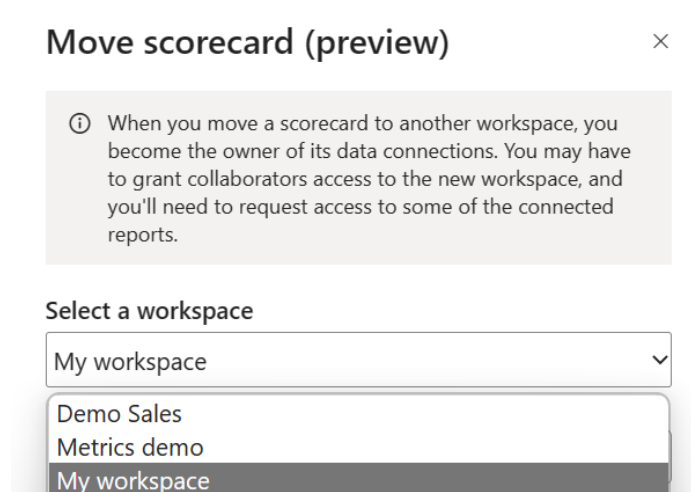 Move scorecard (preview)
When you move a scorecard to another workspace, you
become the owner of its data connections. You may have
to grant collaborators access to the new workspace, and
you'll need to request access to some of the connected
reports.
Select a workspace
My workspace
Demo Sales
Metrics demo
My workspace